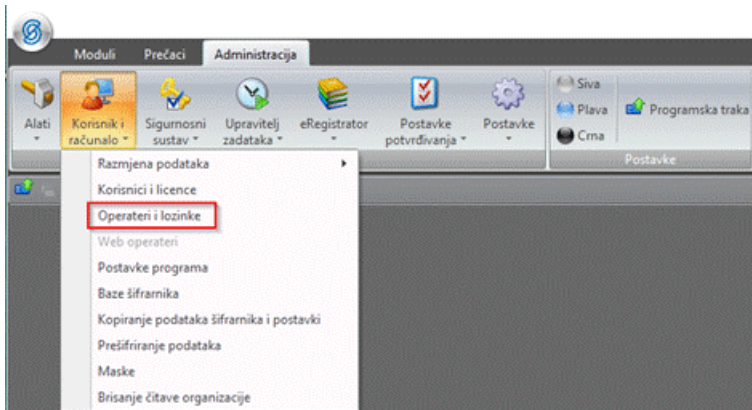 Moduli Prečaci Administracija
Alati Korisnik i računalo Sigurnosni sustav Upravitelj zadataka eRegistrator Postavke potvrđivanja Postavke
Siva
Plava
Crna
Programska traka
Postavke
Razmjena podataka
Korisnici i licence
Operateri i lozinke
Web operateri
Postavke programa
Baze šifrarnika
Kopiranje podataka šifrarnika i postavki
Prešifriranje podataka
Maske
Brisanje čitave organizacije